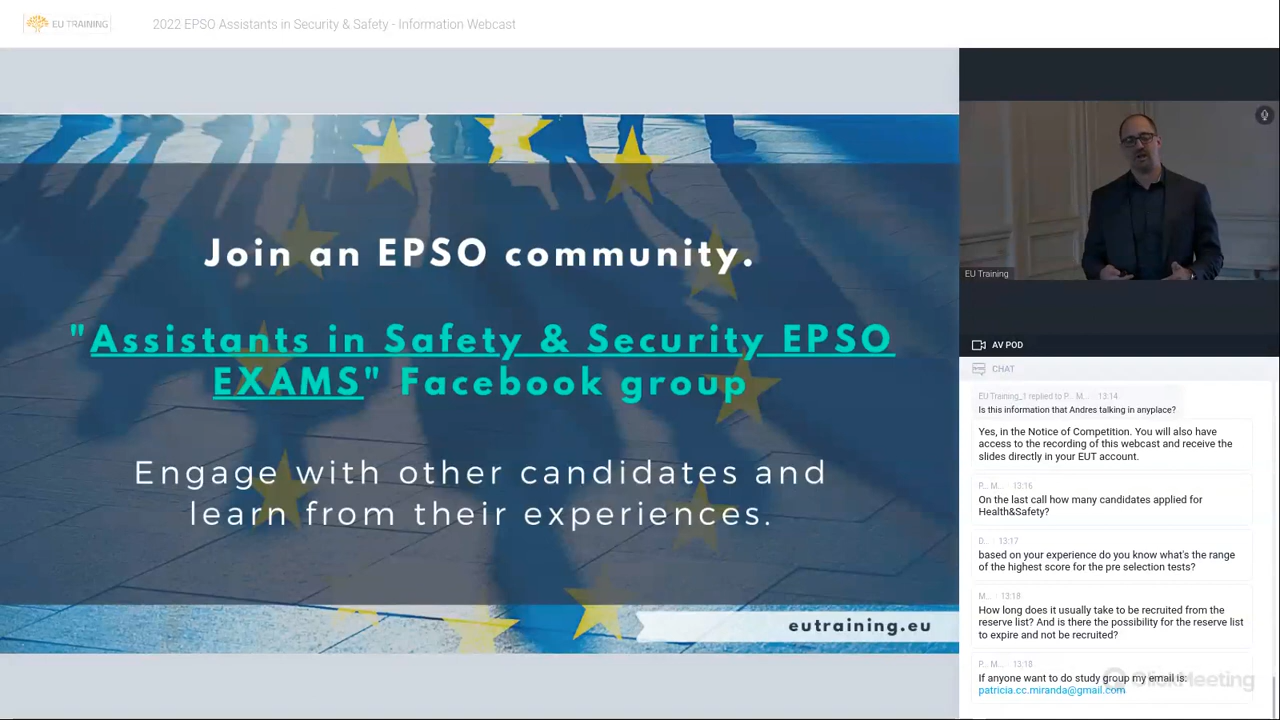 EU TRAINING
2022 EPSO Assistants in Security & Safety - Information Webcast
Join an EPSO community.
"Assistants in Safety & Security EPSO
EXAMS" Facebook group
Engage with other candidates and
learn from their experiences.
eutraining.eu
EU Training
AV POD
CHAT
EU Training_1 replied to P... M... · 13:14
Is this information that Andres talking in anyplace?
Yes, in the Notice of Competition. You will also have
access to the recording of this webcast and receive the
slides directly in your EUT account.
P... M... · 13:16
On the last call how many candidates applied for
Health&Safety?
D... · 13:17
based on your experience do you know what's the range
of the highest score for the pre selection tests?
M... · 13:18
How long does it usually take to be recruited from the
reserve list? And is there the possibility for the reserve list
to expire and not be recruited?
P... M... · 13:18
If anyone want to do study group my email is:
patricia.cc.miranda@gmail.com
ClickMeeting